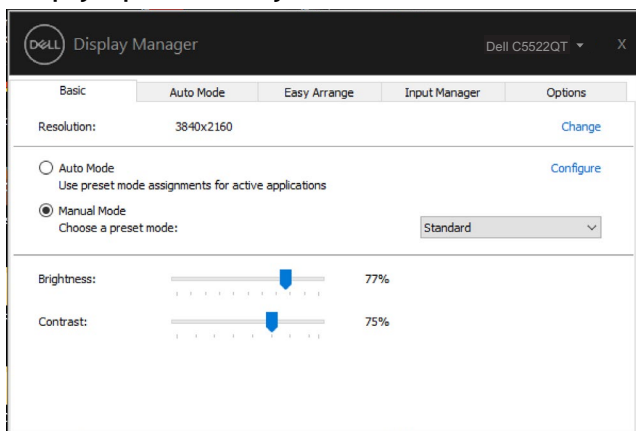 DELL Display Manager Dell C5522QT X
Basic Auto Mode Easy Arrange Input Manager Options
Resolution: 3840x2160 Change
Auto Mode Configure
Use preset mode assignments for active applications
Manual Mode
Choose a preset mode: Standard
Brightness: 77%
Contrast: 75%